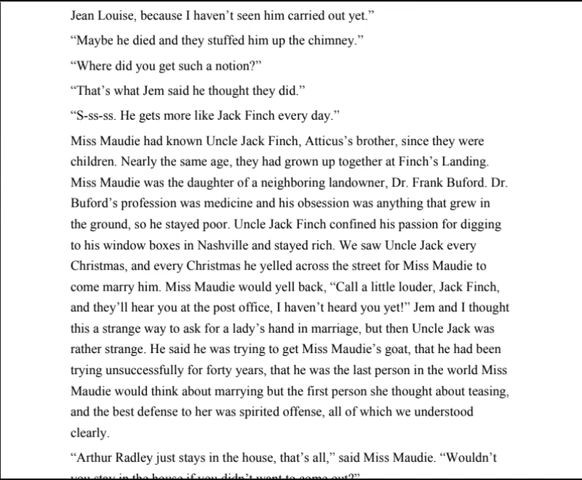 Jean Louise, because I haven’t seen him carried out yet.”
“Maybe he died and they stuffed him up the chimney.”
“Where did you get such a notion?”
“That’s what Jem said he thought they did.”
“S-ss-ss. He gets more like Jack Finch every day.”
Miss Maudie had known Uncle Jack Finch, Atticus’s brother, since they were
children. Nearly the same age, they had grown up together at Finch’s Landing.
Miss Maudie was the daughter of a neighboring landowner, Dr. Frank Buford. Dr.
Buford’s profession was medicine and his obsession was anything that grew in
the ground, so he stayed poor. Uncle Jack Finch confined his passion for digging
to his window boxes in Nashville and stayed rich. We saw Uncle Jack every
Christmas, and every Christmas he yelled across the street for Miss Maudie to
come marry him. Miss Maudie would yell back, “Call a little louder, Jack Finch,
and they’ll hear you at the post office, I haven’t heard you yet!” Jem and I thought
this a strange way to ask for a lady’s hand in marriage, but then Uncle Jack was
rather strange. He said he was trying to get Miss Maudie’s goat, that he had been
trying unsuccessfully for forty years, that he was the last person in the world Miss
Maudie would think about marrying but the first person she thought about teasing,
and the best defense to her was spirited offense, all of which we understood
clearly.
“Arthur Radley just stays in the house, that’s all,” said Miss Maudie. “Wouldn’t
you stay in the house if you didn’t want to come out?”